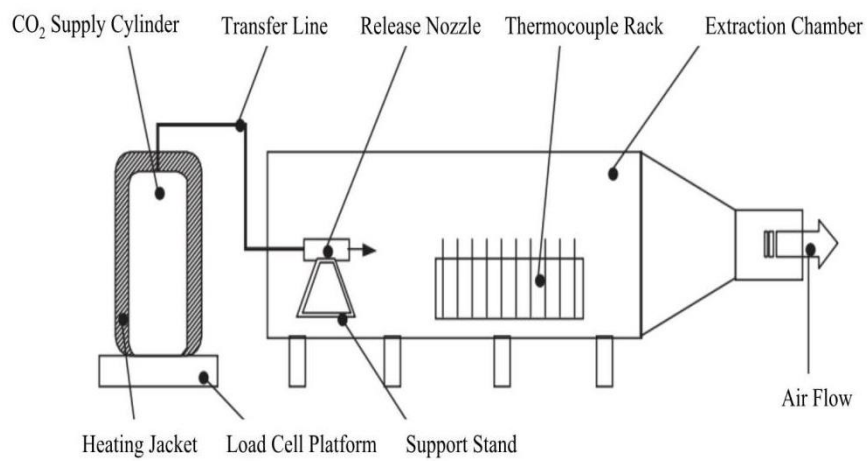 CO₂ Supply Cylinder
Transfer Line
Release Nozzle
Thermocouple Rack
Extraction Chamber
Air Flow
Heating Jacket
Load Cell Platform
Support Stand